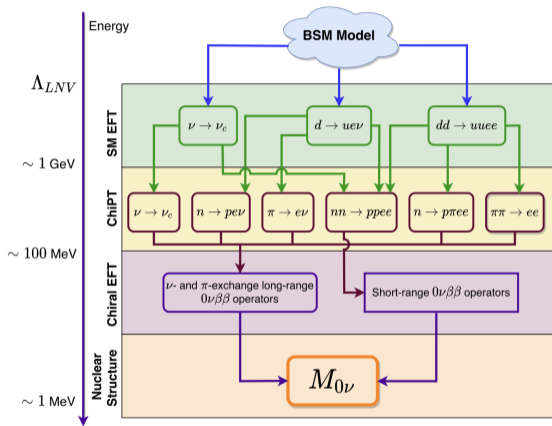 Energy
BSM Model
Λ_LNV
SM EFT
ν → ν_c
d → ueν
dd → uuee
~ 1 GeV
ChiPT
ν → ν_c
n → peν
π → eν
nn → ppee
n → pπee
ππ → ee
~ 100 MeV
Chiral EFT
ν- and π-exchange long-range
0νββ operators
Short-range 0νββ operators
Nuclear
Structure
M_0ν
~ 1 MeV